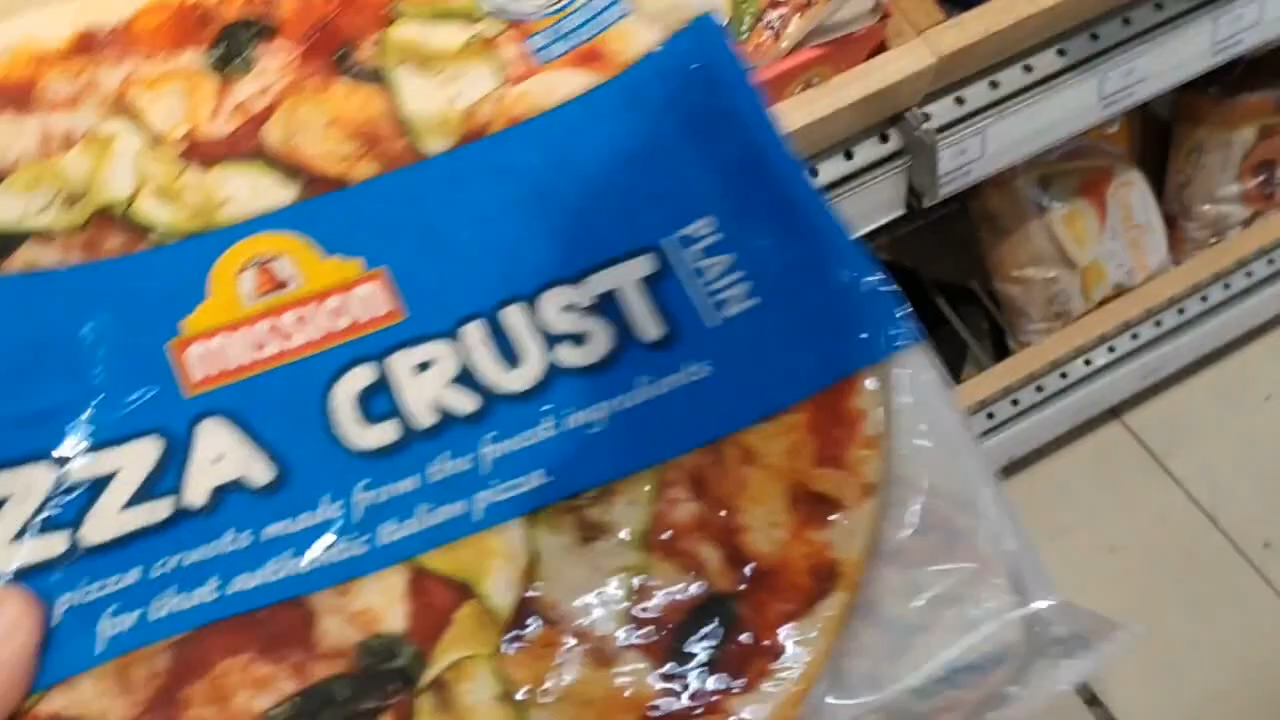 MISSION
ZZA CRUST
PLAIN
pizza crusts made from the finest ingredients
for that authentic Italian pizza.